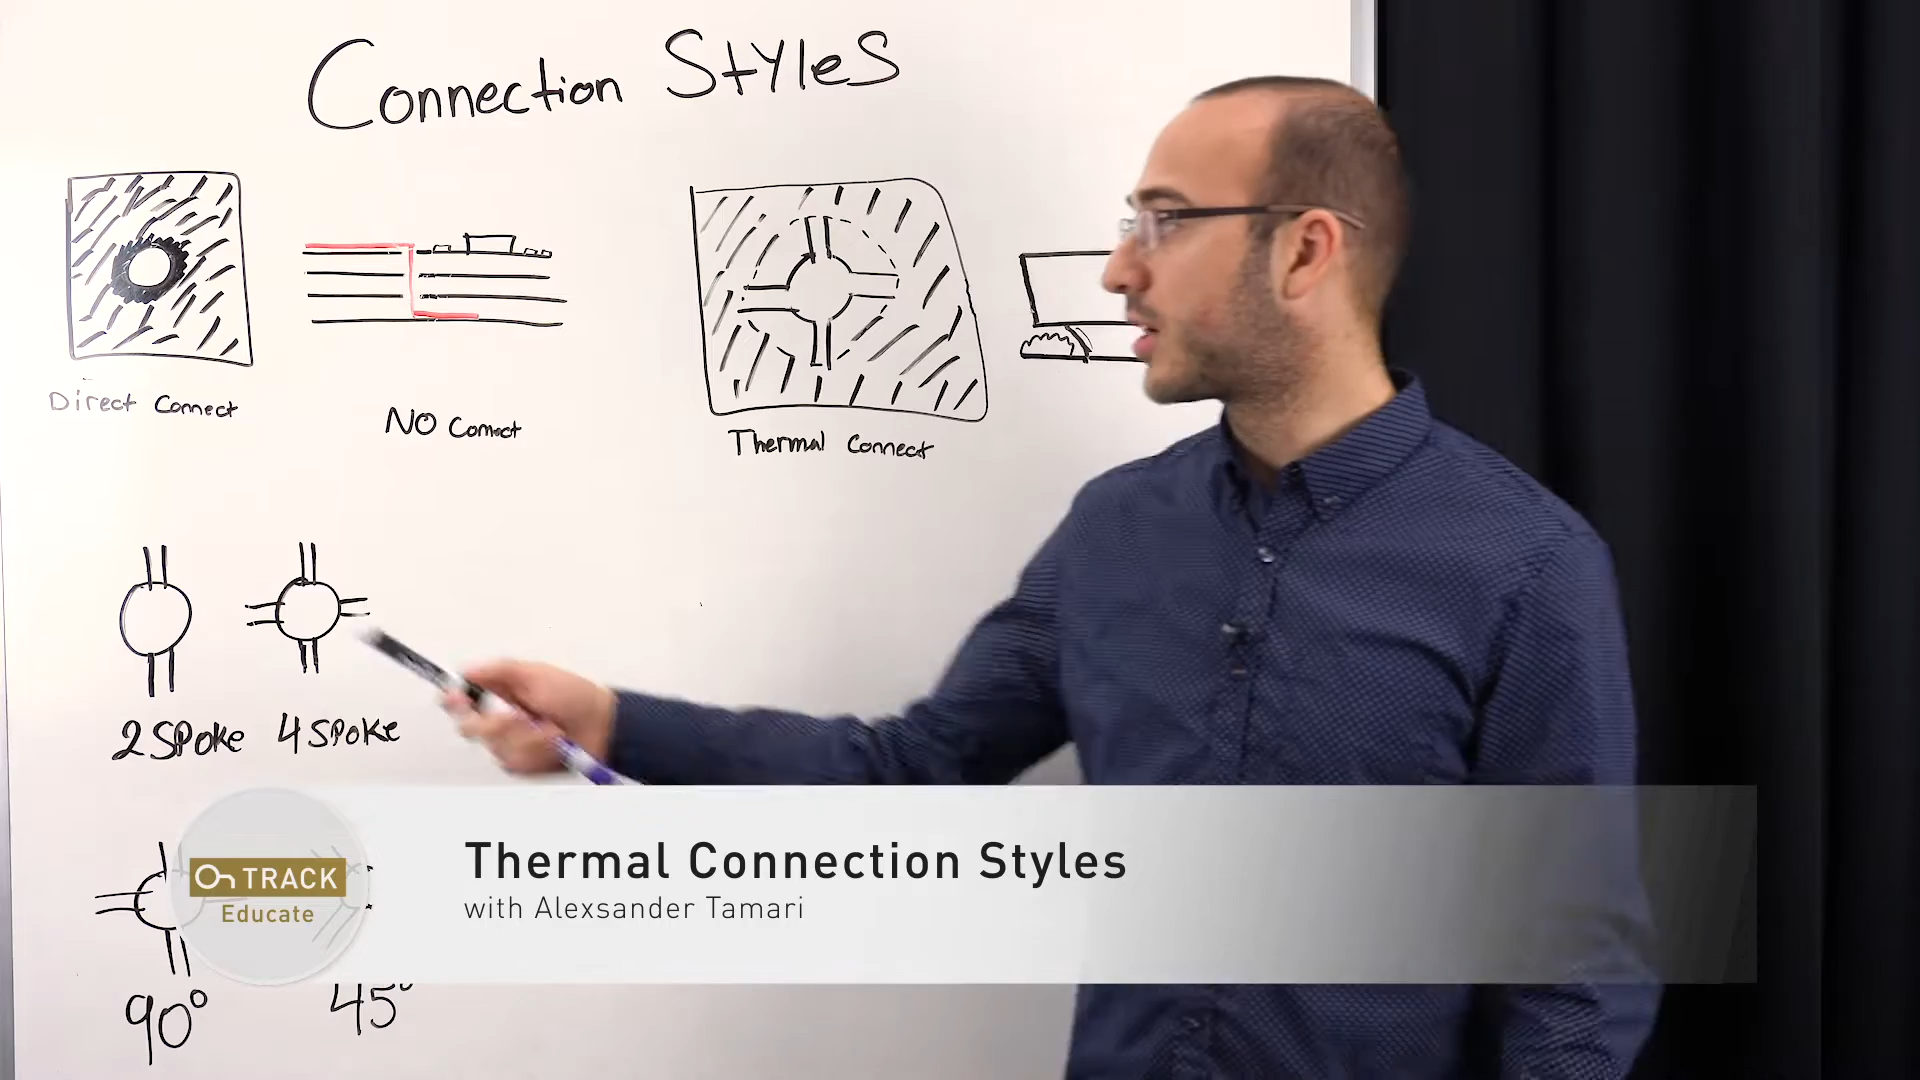 Connection Styles
Direct Connect
NO Connect
Thermal Connect
2 SPoke
4 SPoke
On TRACK
Educate
Thermal Connection Styles
with Alexsander Tamari
90°
45°